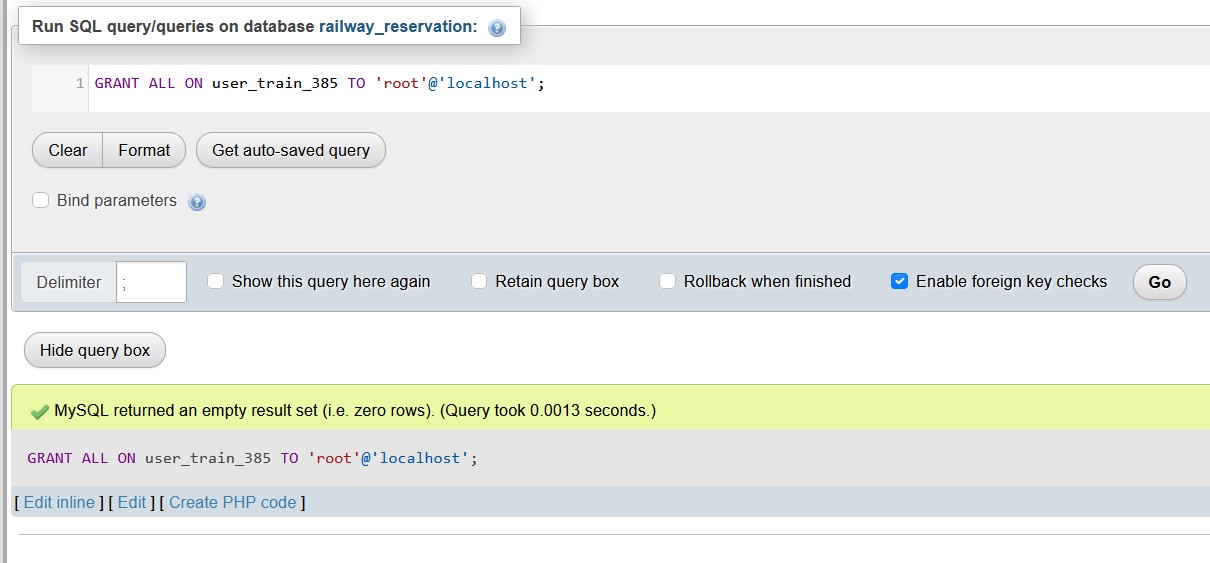 Run SQL query/queries on database railway_reservation:
1 GRANT ALL ON user_train_385 TO 'root'@'localhost';
Clear Format Get auto-saved query
Bind parameters
Delimiter ; Show this query here again Retain query box Rollback when finished Enable foreign key checks Go
Hide query box
MySQL returned an empty result set (i.e. zero rows). (Query took 0.0013 seconds.)
GRANT ALL ON user_train_385 TO 'root'@'localhost';
[ Edit inline ] [ Edit ] [ Create PHP code ]